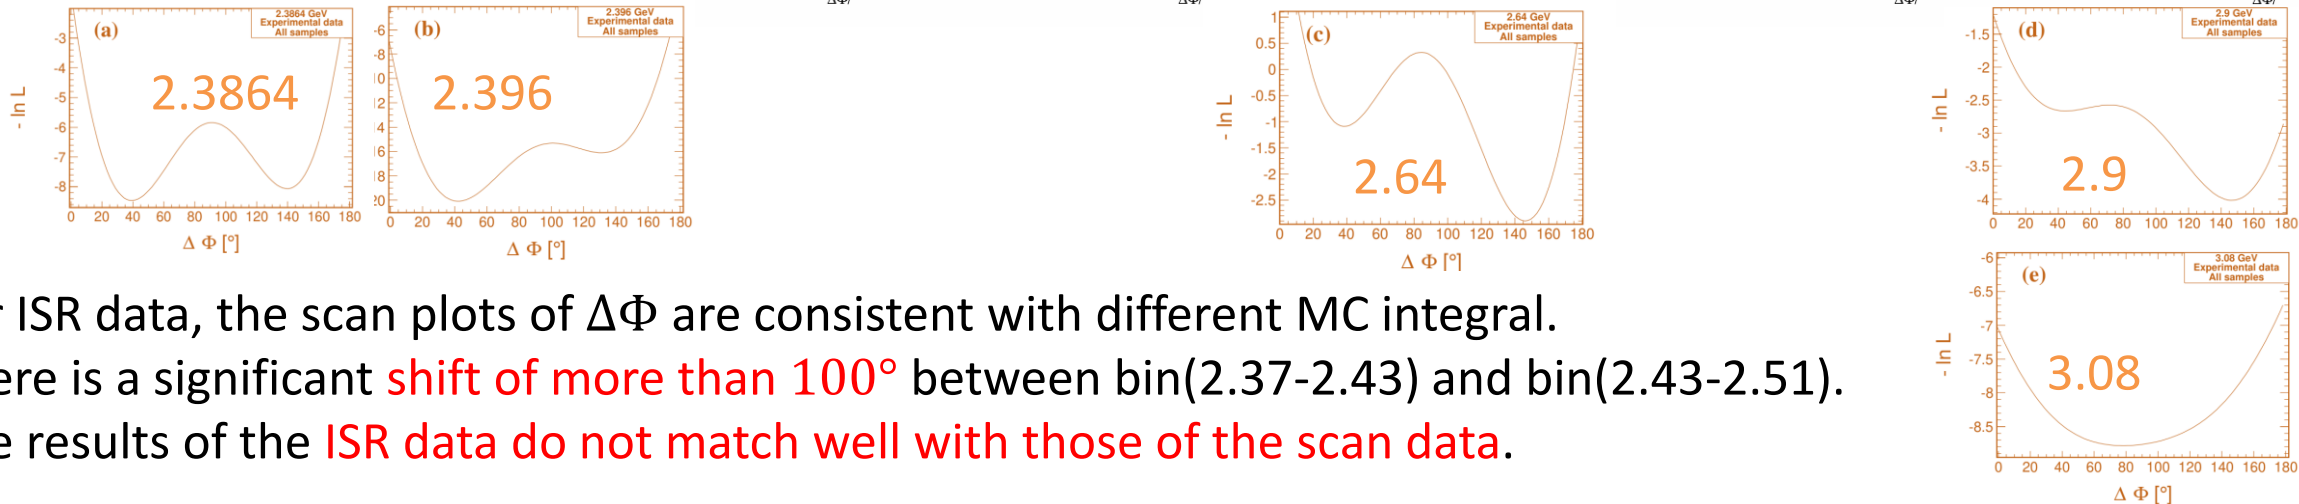 (a)
2.3864 GeV
Experimental data
All samples
2.3864
-3
-4
-5
-6
-7
-8
- ln L
0 20 40 60 80 100 120 140 160 180
Δ Φ [°]
(b)
2.396 GeV
Experimental data
All samples
2.396
-6
-8
0
2
4
6
8
20
0 20 40 60 80 100 120 140 160 180
Δ Φ [°]
(c)
2.64 GeV
Experimental data
All samples
2.64
1
0.5
0
-0.5
-1
-1.5
-2
-2.5
- ln L
0 20 40 60 80 100 120 140 160 180
Δ Φ [°]
(d)
2.9 GeV
Experimental data
All samples
2.9
-1.5
-2
-2.5
-3
-3.5
-4
- ln L
0 20 40 60 80 100 120 140 160 180
(e)
3.08 GeV
Experimental data
All samples
3.08
-6
-6.5
-7
-7.5
-8
-8.5
- ln L
0 20 40 60 80 100 120 140 160 180
Δ Φ [°]
r ISR data, the scan plots of ΔΦ are consistent with different MC integral.
ere is a significant shift of more than 100° between bin(2.37-2.43) and bin(2.43-2.51).
e results of the ISR data do not match well with those of the scan data.